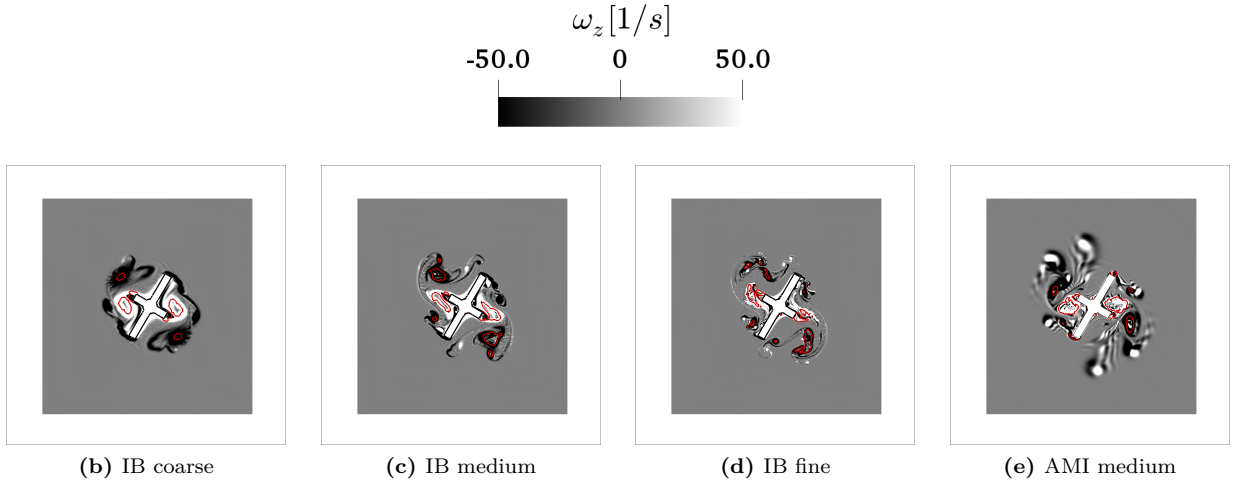 ω_z [1/s]
-50.0 0 50.0
(b) IB coarse (c) IB medium (d) IB fine (e) AMI medium